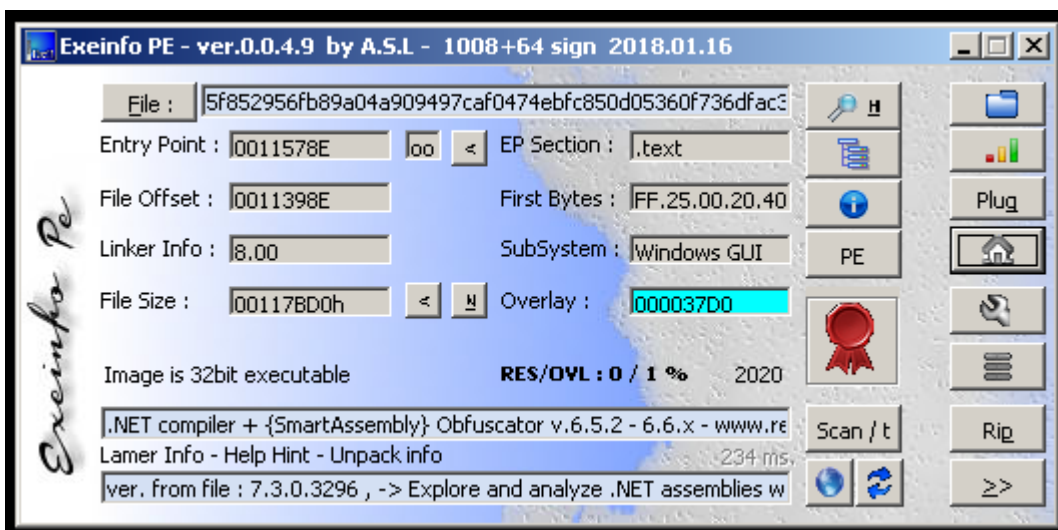 Exeinfo PE - ver.0.0.4.9 by A.S.L - 1008+64 sign 2018.01.16
File : 5f852956fb89a04a909497caf0474ebfc850d05360f736dfac3
H
Entry Point : 0011578E oo < EP Section : .text
File Offset : 0011398E First Bytes : FF.25.00.20.40
Plug
Linker Info : 8.00 SubSystem : Windows GUI
PE
File Size : 00117BD0h < N Overlay : 000037D0
Image is 32bit executable RES/OVL : 0 / 1 % 2020
.NET compiler + {SmartAssembly} Obfuscator v.6.5.2 - 6.6.x - www.re
Scan / t
Rip
Lamer Info - Help Hint - Unpack info 234 ms.
ver. from file : 7.3.0.3296 , -> Explore and analyze .NET assemblies w
>>
Exeinfo Pe